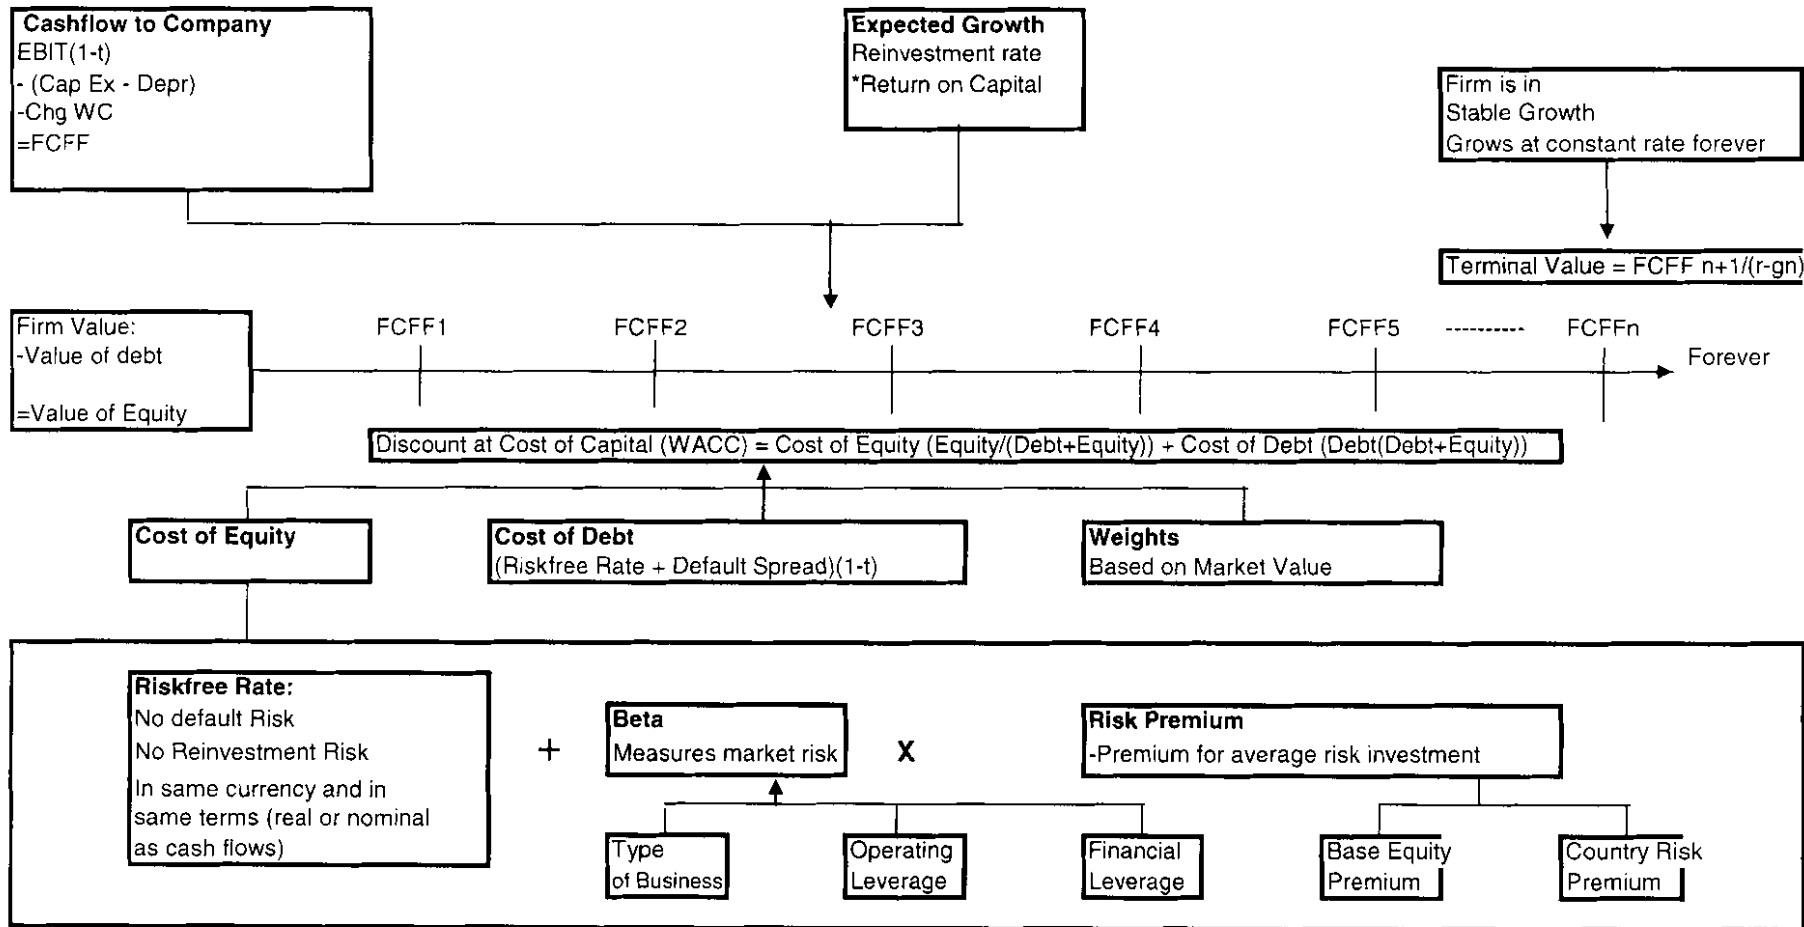 Cashflow to Company
EBIT(1-t)
- (Cap Ex - Depr)
-Chg WC
=FCFF
Expected Growth
Reinvestment rate
*Return on Capital
Firm is in
Stable Growth
Grows at constant rate forever
Terminal Value = FCFF n+1/(r-gn)
Firm Value:
-Value of debt
=Value of Equity
FCFF1
FCFF2
FCFF3
FCFF4
FCFF5
--------
FCFFn
Forever
Discount at Cost of Capital (WACC) = Cost of Equity (Equity/(Debt+Equity)) + Cost of Debt (Debt(Debt+Equity))
Cost of Equity
Cost of Debt
(Riskfree Rate + Default Spread)(1-t)
Weights
Based on Market Value
Riskfree Rate:
No default Risk
No Reinvestment Risk
In same currency and in
same terms (real or nominal
as cash flows)
+
Beta
Measures market risk
X
Risk Premium
-Premium for average risk investment
Type
of Business
Operating
Leverage
Financial
Leverage
Base Equity
Premium
Country Risk
Premium